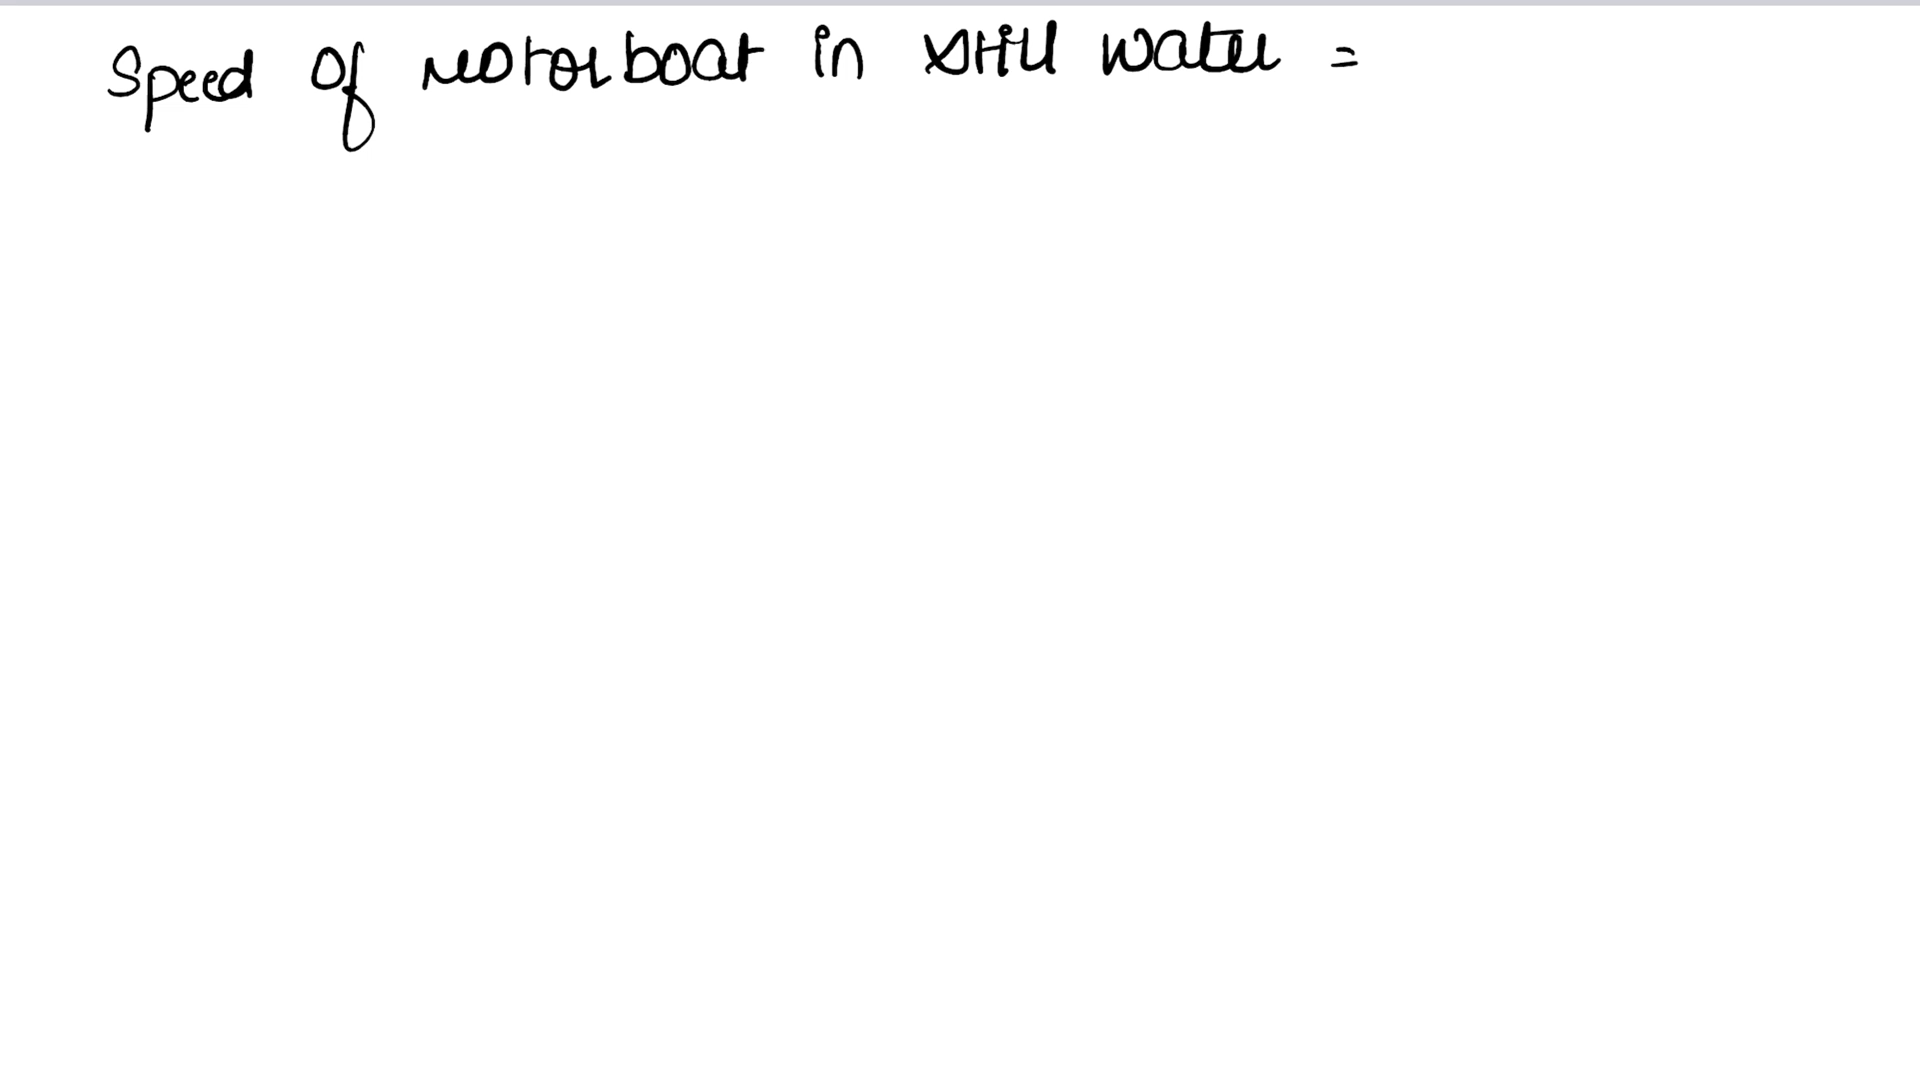 Speed of motorboat in still water =